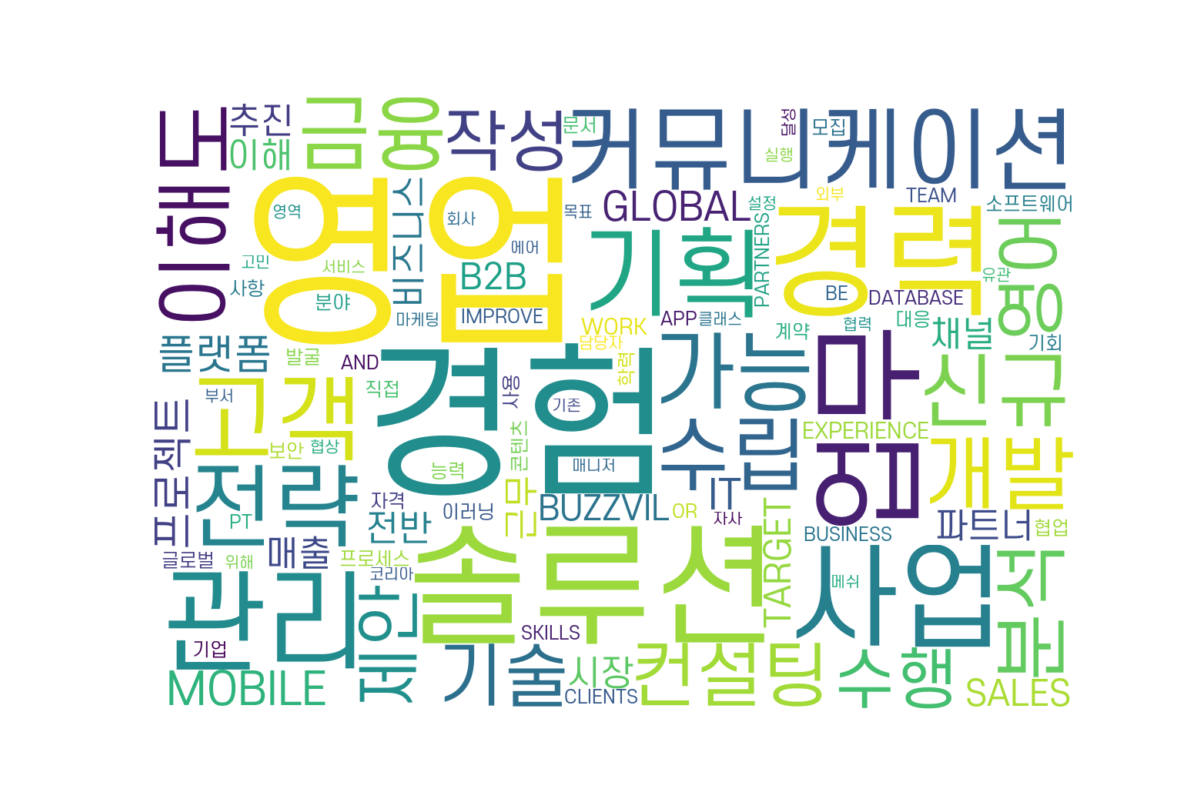 이해도
추진
이해
금융
작성
문서
커뮤니케이션
달성
모집
실행
영업
영역
비즈니스
회사
목표
에어
GLOBAL
설정
외부
TEAM
소프트웨어
경력
기획
PARTNERS
영어
고민
사항
서비스
분야
마케팅
B2B
IMPROVE
WORK
담당자
APP
클래스
계약
BE
협력
DATABASE
대응
유관
채널
기회
플랫폼
발굴
AND
직접
경험
사용
기존
학력
가능
마
신규
고객
부서
보안
협상
능력
콘텐츠
매니저
수립
EXPERIENCE
개발
프로젝트
전략
PT
자격
전반
이러닝
근무
BUZZVIL
OR
IT
자사
TARGET
업
BUSINESS
파트너
협업
글로벌
위해
매출
프로세스
코리아
솔루션
사업
메쉬
분석
관리
기업
제안
SKILLS
MOBILE
기술
시장
CLIENTS
컨설팅
수행
SALES